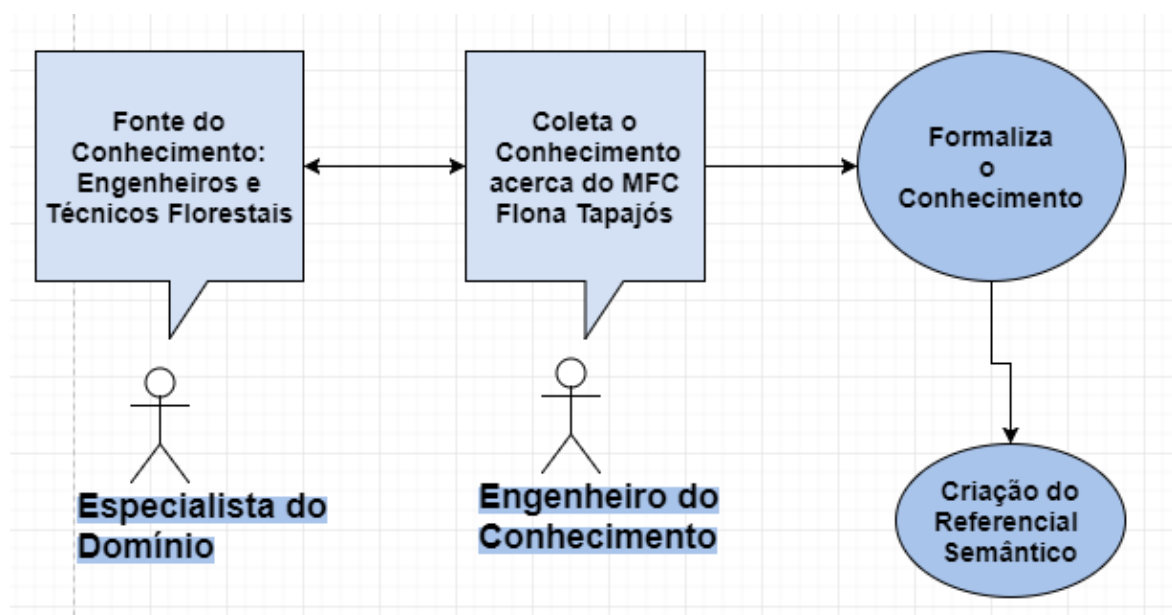 Fonte do
Conhecimento:
Engenheiros e
Técnicos Florestais
Coleta o
Conhecimento
acerca do MFC
Flona Tapajós
Formaliza
o
Conhecimento
Especialista do
Domínio
Engenheiro do
Conhecimento
Criação do
Referencial
Semântico